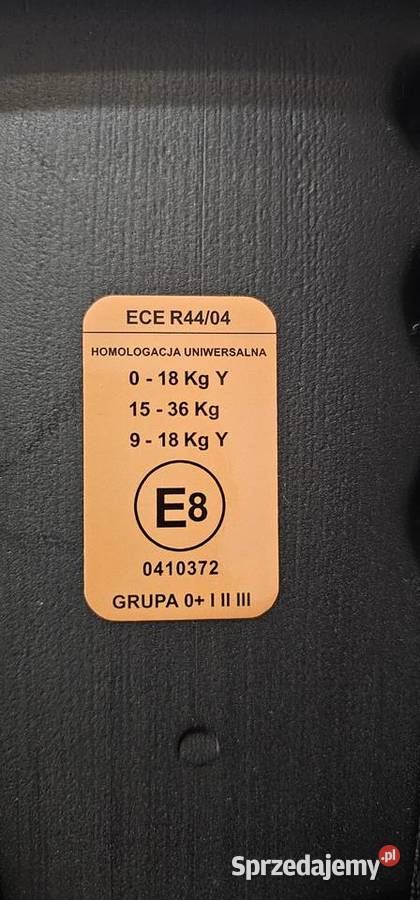 ECE R44/04
HOMOLOGACJA UNIWERSALNA
0 - 18 Kg Y
15 - 36 Kg
9 - 18 Kg Y
E8
0410372
GRUPA 0+ I II III
Sprzedajemy.pl